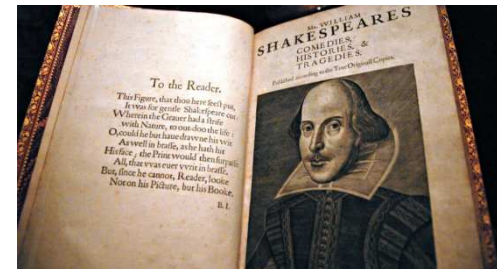 To the Reader.
This Figure, that thou here seest put,
It was for gentle Shakespeare cut;
Wherein the Grauer had a strife
with Nature, to out-doo the life:
O, could he but haue drawne his wit
As well in brasse, as he hath hit
His face; the Print would then surpasse
All, that vvas euer vvrit in brasse.
But, since he cannot, Reader, looke
Not on his Picture, but his Booke.
B. I.
Mr. WILLIAM
SHAKESPEARES
COMEDIES,
HISTORIES, &
TRAGEDIES.
Published according to the True Originall Copies.